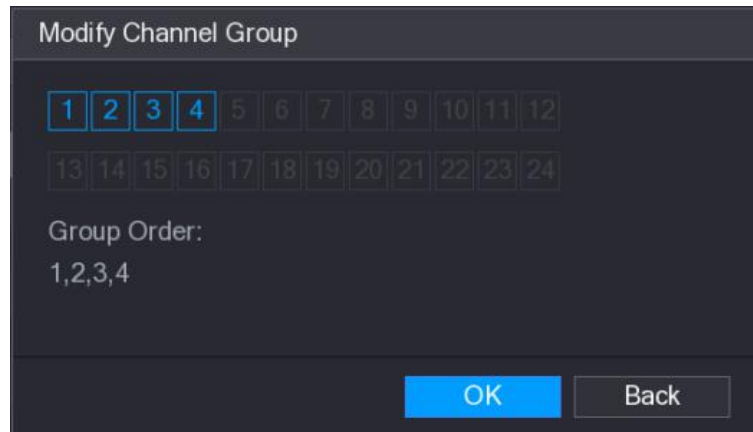 Modify Channel Group
1 2 3 4 5 6 7 8 9 10 11 12
13 14 15 16 17 18 19 20 21 22 23 24
Group Order:
1,2,3,4
OK Back